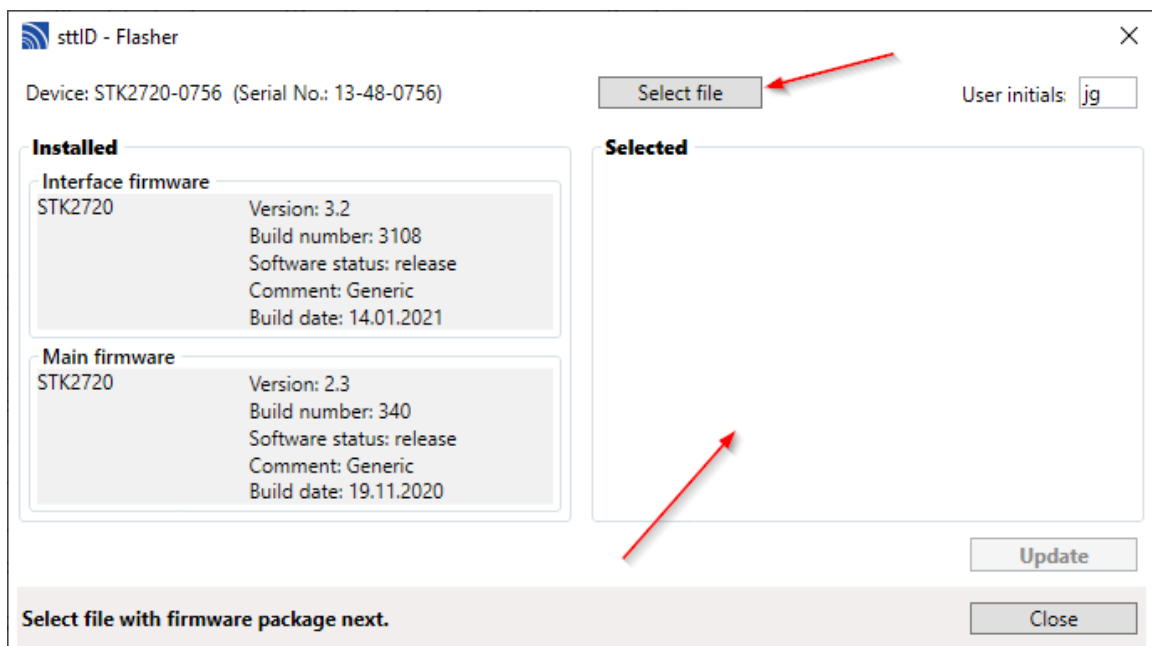 sttID - Flasher
Device: STK2720-0756 (Serial No.: 13-48-0756)
Select file
User initials: jg
Installed
Interface firmware
STK2720
Version: 3.2
Build number: 3108
Software status: release
Comment: Generic
Build date: 14.01.2021
Main firmware
STK2720
Version: 2.3
Build number: 340
Software status: release
Comment: Generic
Build date: 19.11.2020
Selected
Update
Select file with firmware package next.
Close